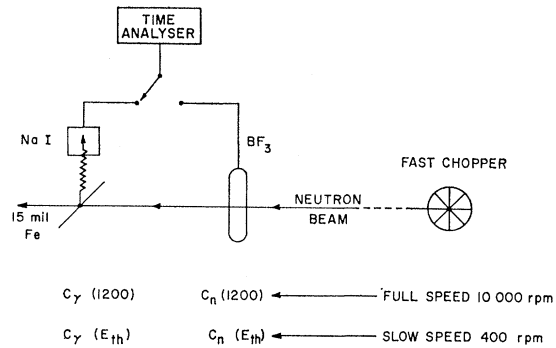 TIME
ANALYSER
Na I
BF₃
FAST CHOPPER
NEUTRON
BEAM
15 mil
Fe
Cγ (1200) Cn (1200) FULL SPEED 10 000 rpm
Cγ (Eth) Cn (Eth) SLOW SPEED 400 rpm